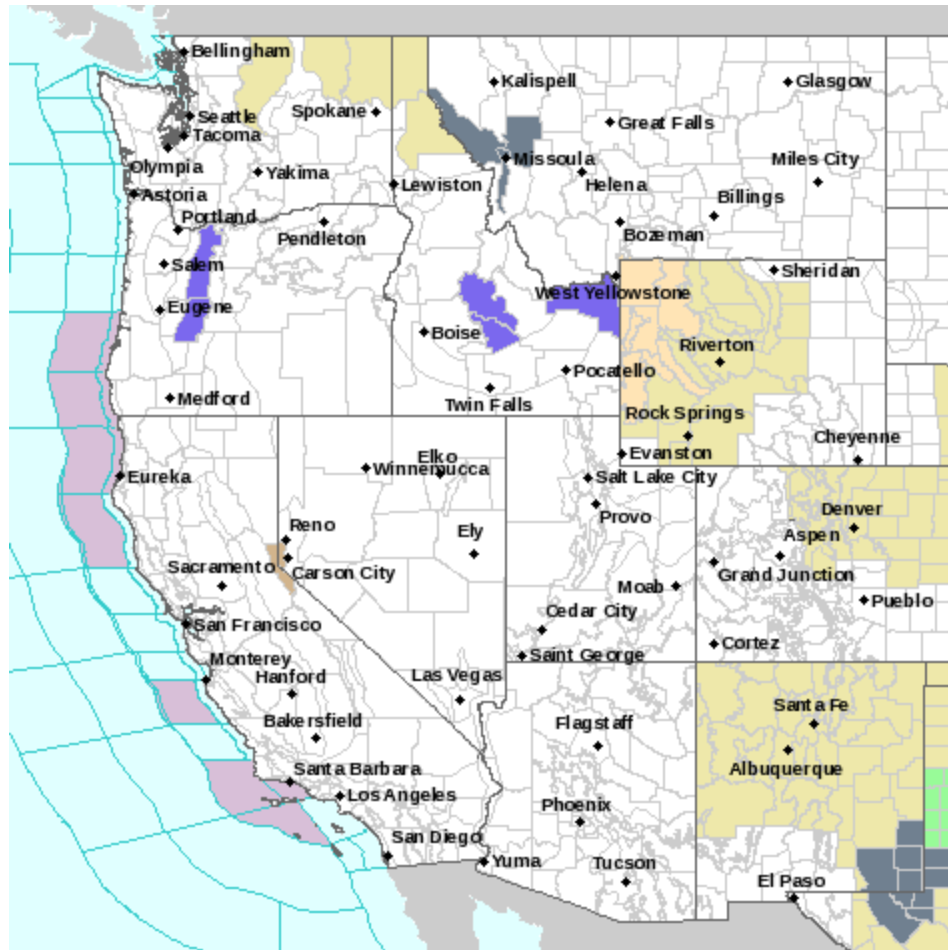 Bellingham
Kalispell
Glasgow
Seattle
Spokane
Great Falls
Tacoma
Olympia
Missoula
Miles City
Yakima
Helena
Lewiston
Astoria
Billings
Portland
Bozeman
Pendleton
Salem
Sheridan
West Yellowstone
Eugene
Boise
Riverton
Pocatello
Medford
Twin Falls
Rock Springs
Cheyenne
Evanston
Elko
Winnemucca
Eureka
Salt Lake City
Provo
Denver
Reno
Ely
Aspen
Sacramento
Carson City
Grand Junction
Moab
Pueblo
Cedar City
San Francisco
Cortez
Saint George
Monterey
Hanford
Las Vegas
Santa Fe
Bakersfield
Flagstaff
Albuquerque
Santa Barbara
Los Angeles
Phoenix
San Diego
Yuma
Tucson
El Paso